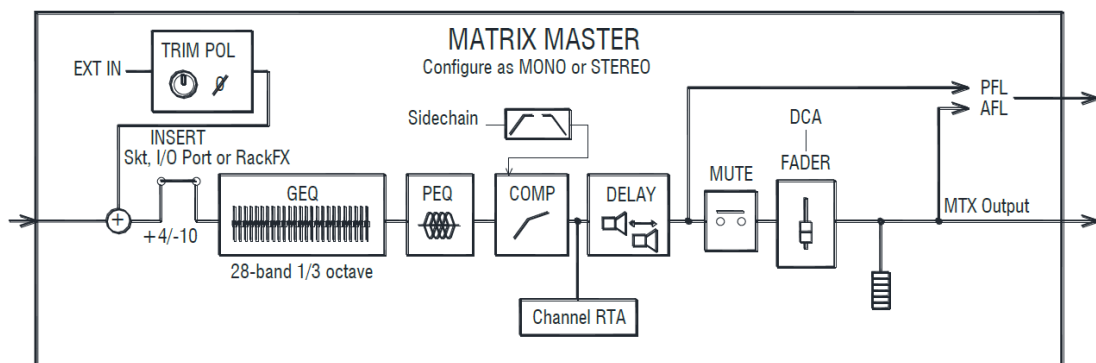 MATRIX MASTER
Configure as MONO or STEREO
TRIM POL
EXT IN
INSERT
Skt, I/O Port or RackFX
+
+4/-10
GEQ
28-band 1/3 octave
PEQ
Sidechain
COMP
Channel RTA
DELAY
MUTE
DCA
FADER
PFL
AFL
MTX Output